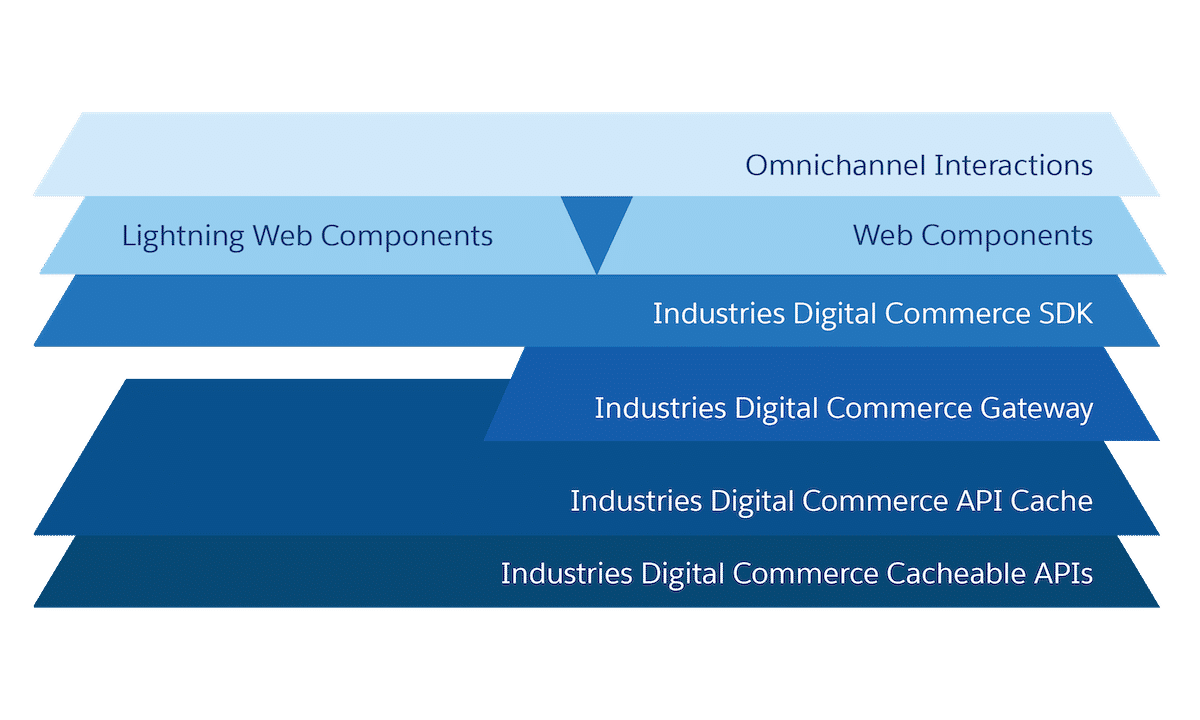 Omnichannel Interactions
Lightning Web Components
Web Components
Industries Digital Commerce SDK
Industries Digital Commerce Gateway
Industries Digital Commerce API Cache
Industries Digital Commerce Cacheable APIs